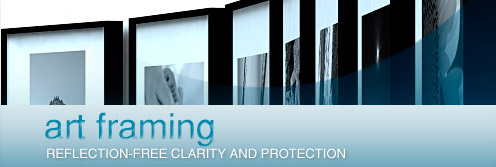 art framing
REFLECTION-FREE CLARITY AND PROTECTION